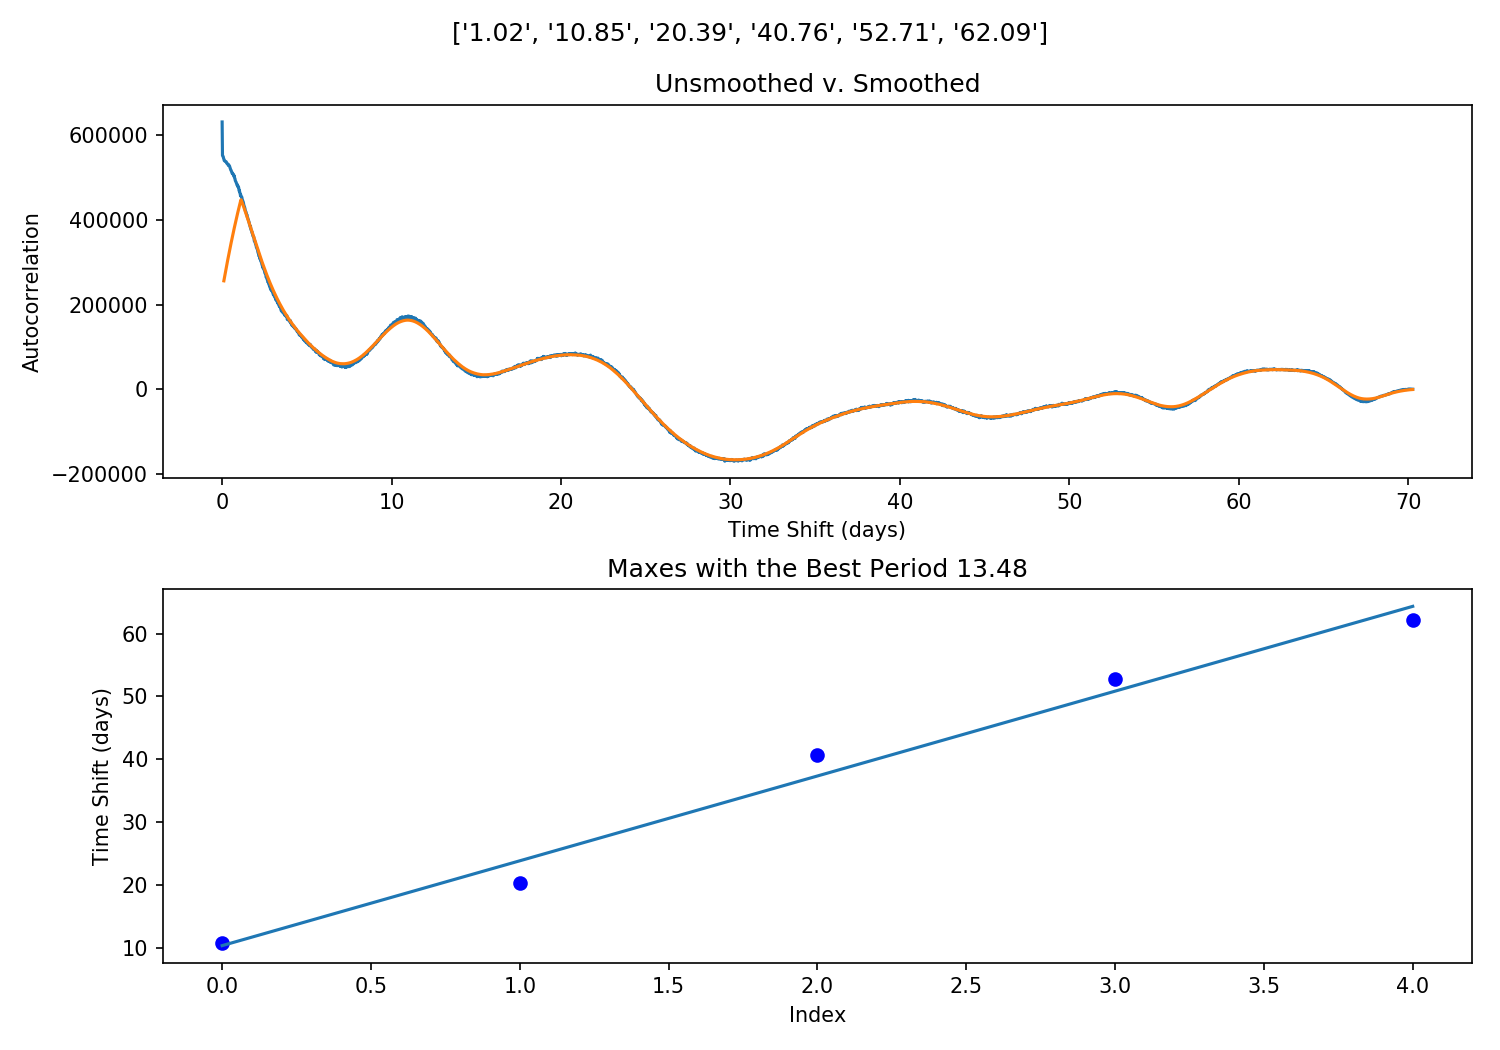 ['1.02', '10.85', '20.39', '40.76', '52.71', '62.09']
Unsmoothed v. Smoothed
600000
400000
200000
0
−200000
Autocorrelation
0 10 20 30 40 50 60 70
Time Shift (days)
Maxes with the Best Period 13.48
60
50
40
30
20
10
Time Shift (days)
0.0 0.5 1.0 1.5 2.0 2.5 3.0 3.5 4.0
Index